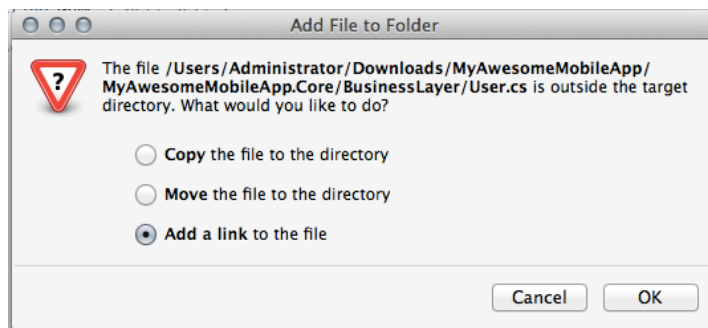 Add File to Folder
The file /Users/Administrator/Downloads/MyAwesomeMobileApp/
MyAwesomeMobileApp.Core/BusinessLayer/User.cs is outside the target
directory. What would you like to do?
?
Copy the file to the directory
Move the file to the directory
Add a link to the file
Cancel
OK